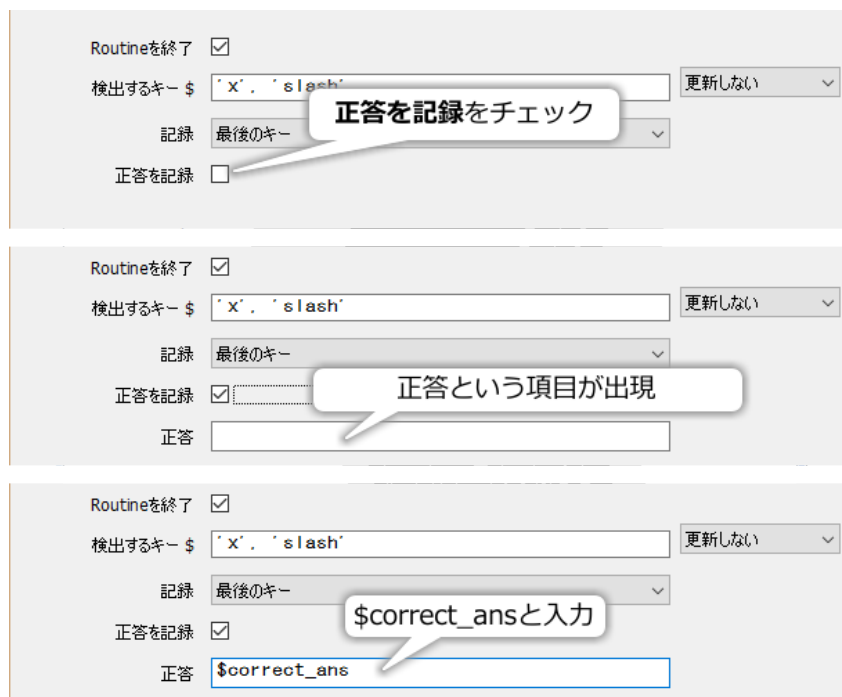 Routineを終了
検出するキー $ 'x', 'slash' 更新しない
正答を記録をチェック
記録 最後のキー
正答を記録
Routineを終了
検出するキー $ 'x', 'slash' 更新しない
記録 最後のキー
正答を記録
正答という項目が出現
正答
Routineを終了
検出するキー $ 'x', 'slash' 更新しない
記録 最後のキー
$correct_ansと入力
正答を記録
正答 $correct_ans